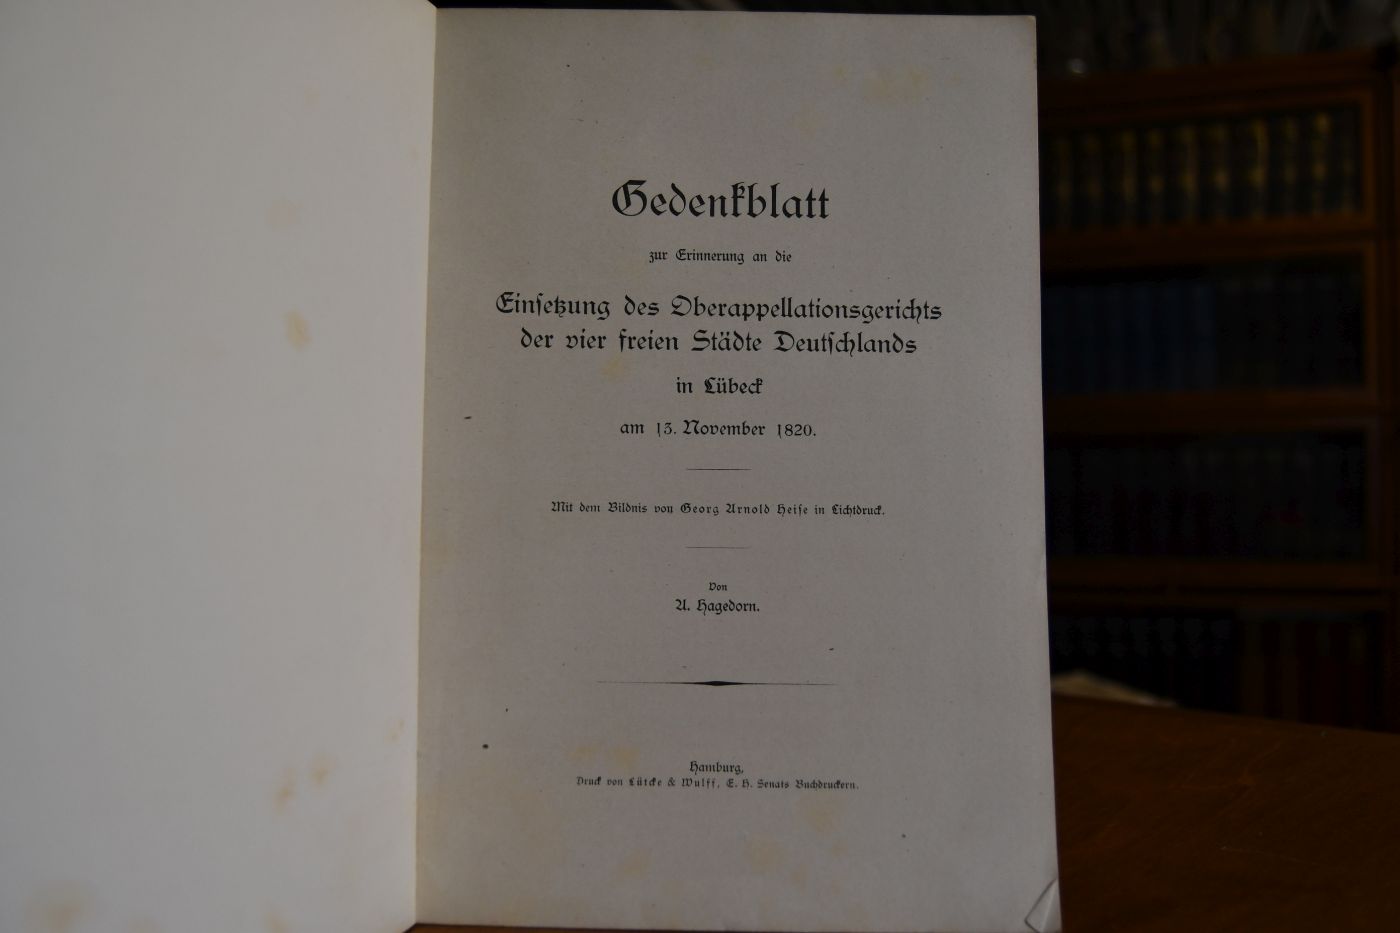 Gedenkblatt
zur Erinnerung an die
Einſetzung des Oberappellationsgerichts
der vier freien Städte Deutſchlands
in Lübeck
am 13. November 1820.
Mit dem Bildnis von Georg Arnold Heiſe in Lichtdruck.
Von
A. Hagedorn.
Hamburg,
Druck von Lütcke & Wulff, E. H. Senats Buchdruckern.